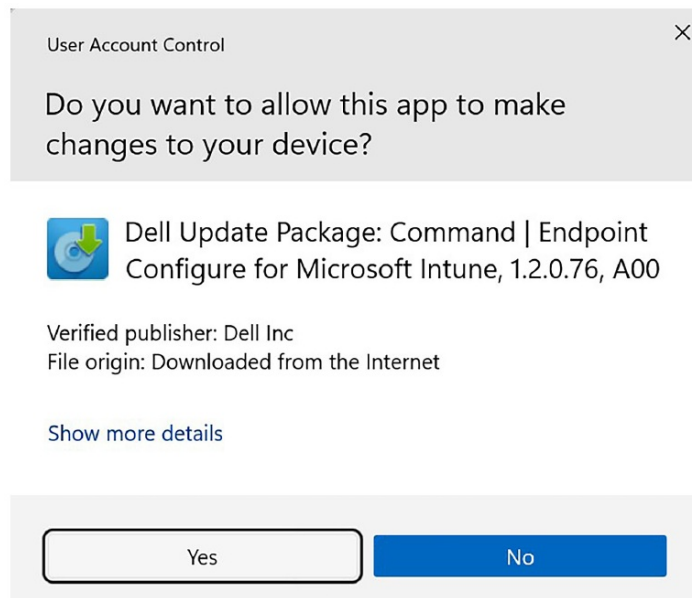 User Account Control
Do you want to allow this app to make
changes to your device?
Dell Update Package: Command | Endpoint
Configure for Microsoft Intune, 1.2.0.76, A00
Verified publisher: Dell Inc
File origin: Downloaded from the Internet
Show more details
Yes
No